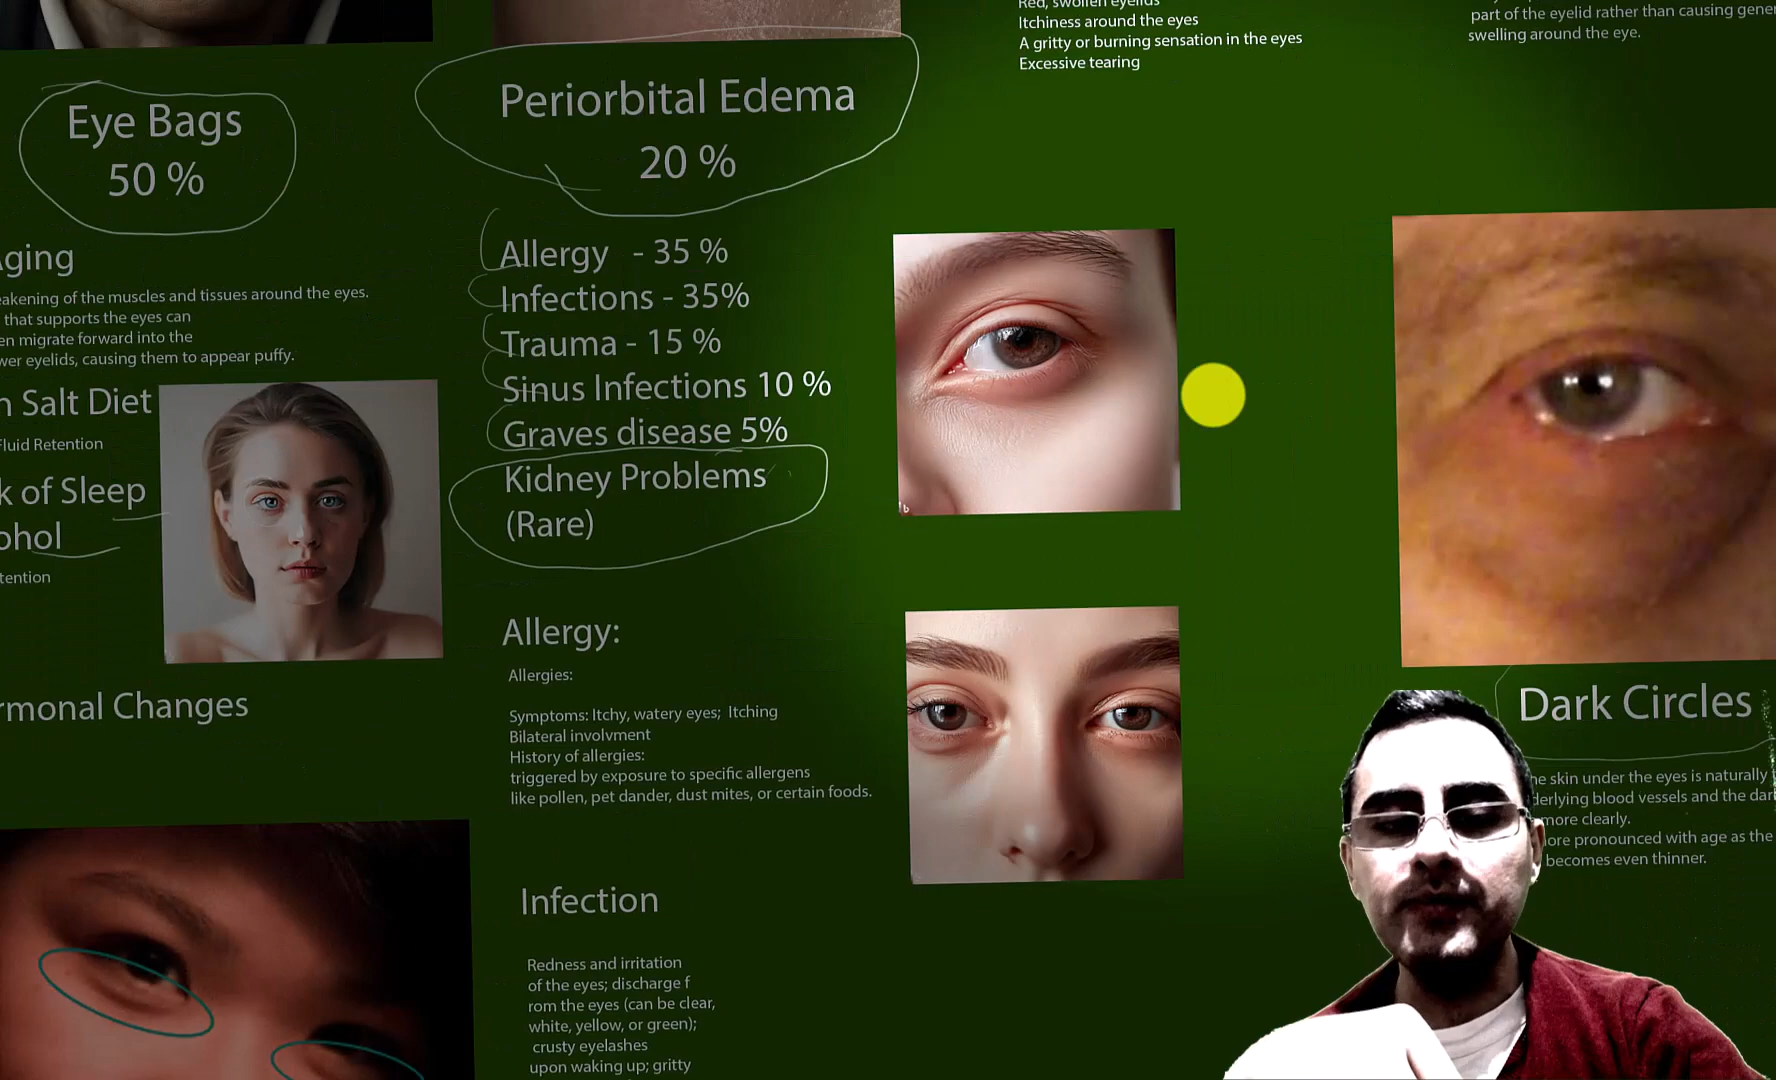 Red, swollen eyelids
Itchiness around the eyes
A gritty or burning sensation in the eyes
Excessive tearing
part of the eyelid rather than causing gener
swelling around the eye.
Eye Bags
50 %
Periorbital Edema
20 %
Aging
eakening of the muscles and tissues around the eyes.
that supports the eyes can
en migrate forward into the
wer eyelids, causing them to appear puffy.
h Salt Diet
Fluid Retention
k of Sleep
ohol
tention
rmonal Changes
Allergy - 35 %
Infections - 35%
Trauma - 15 %
Sinus Infections 10 %
Graves disease 5%
Kidney Problems
(Rare)
Allergy:
Allergies:
Symptoms: Itchy, watery eyes; Itching
Bilateral involvment
History of allergies:
triggered by exposure to specific allergens
like pollen, pet dander, dust mites, or certain foods.
Infection
Redness and irritation
of the eyes; discharge f
rom the eyes (can be clear,
white, yellow, or green);
crusty eyelashes
upon waking up; gritty
Dark Circles
he skin under the eyes is naturally
derlying blood vessels and the dar
more clearly.
ore pronounced with age as the
becomes even thinner.